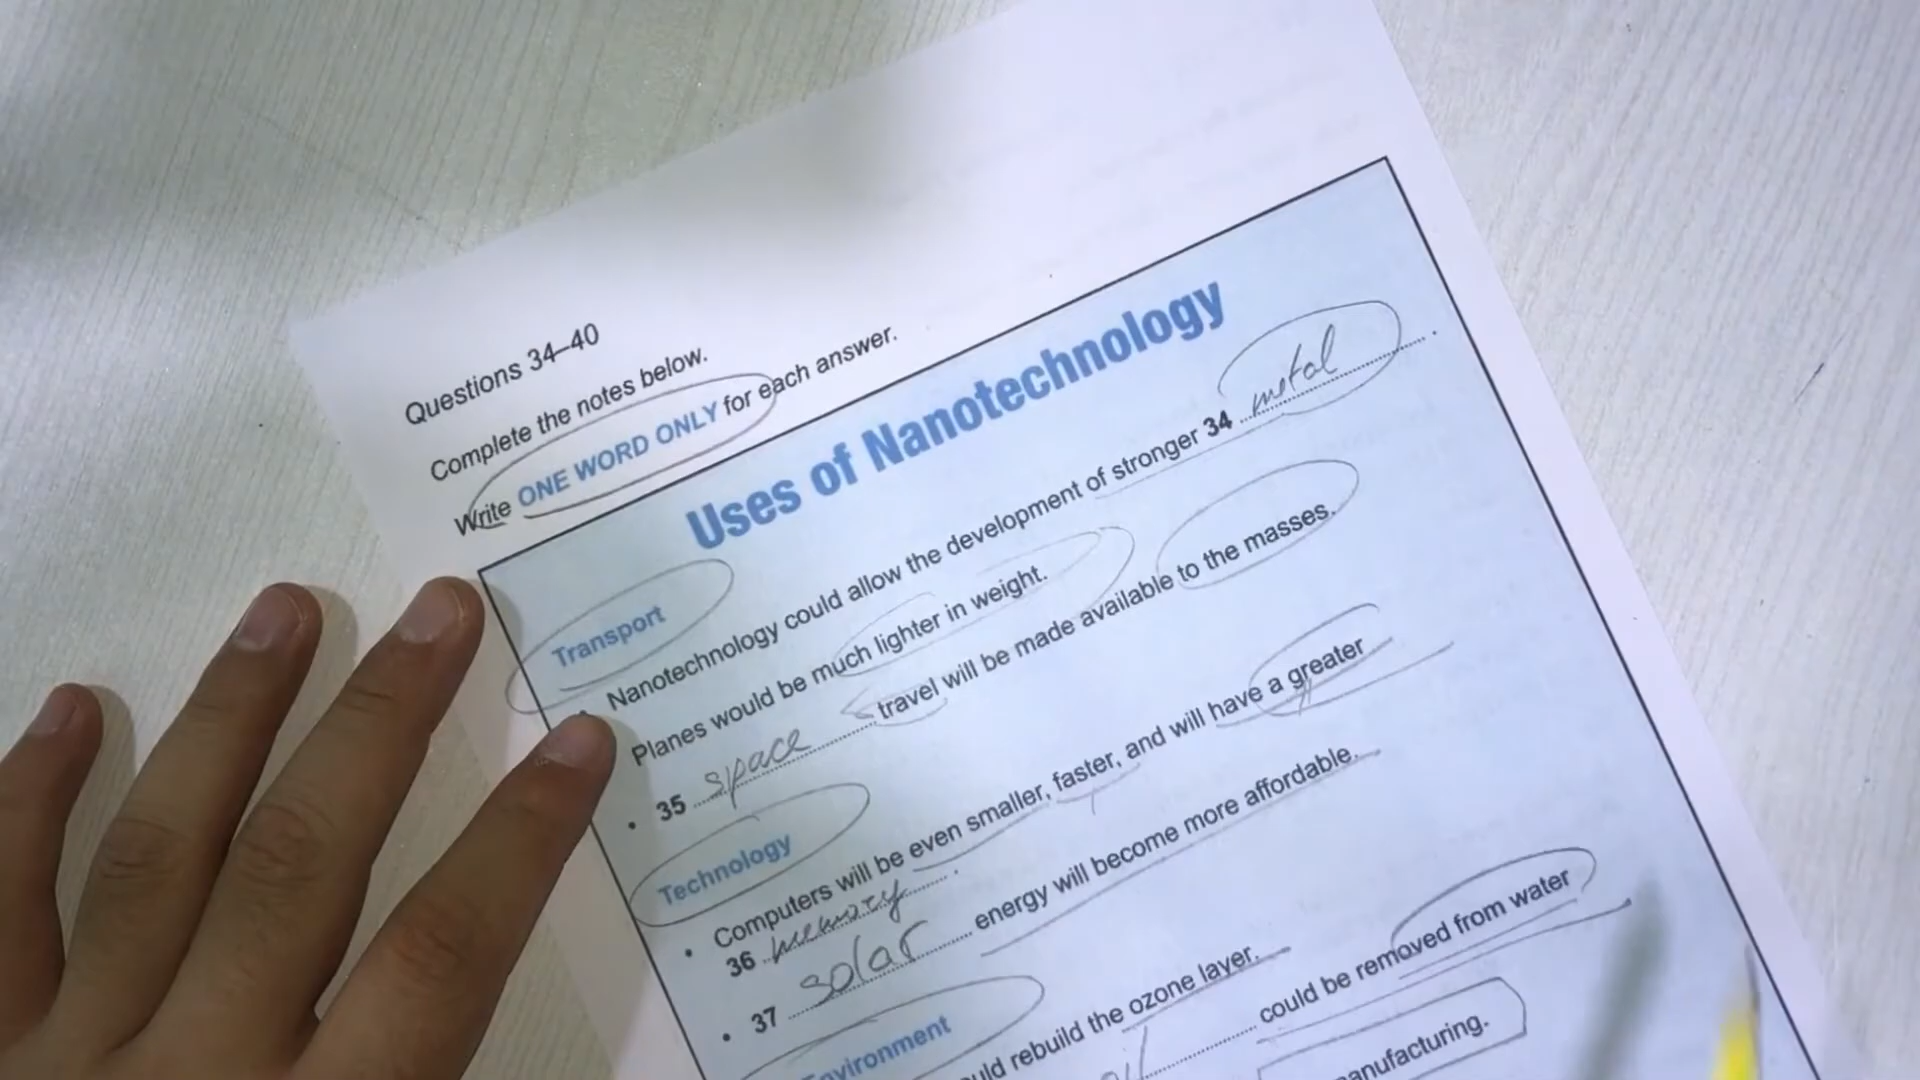 Questions 34–40
Complete the notes below.
Write ONE WORD ONLY for each answer.
Uses of Nanotechnology
Transport
Nanotechnology could allow the development of stronger 34 metal
Planes would be much lighter in weight.
• 35 space travel will be made available to the masses.
Technology
• Computers will be even smaller, faster, and will have a greater
36 memory.
• 37 solar energy will become more affordable.
Environment
rebuild the ozone layer.
oil could be removed from water
manufacturing.